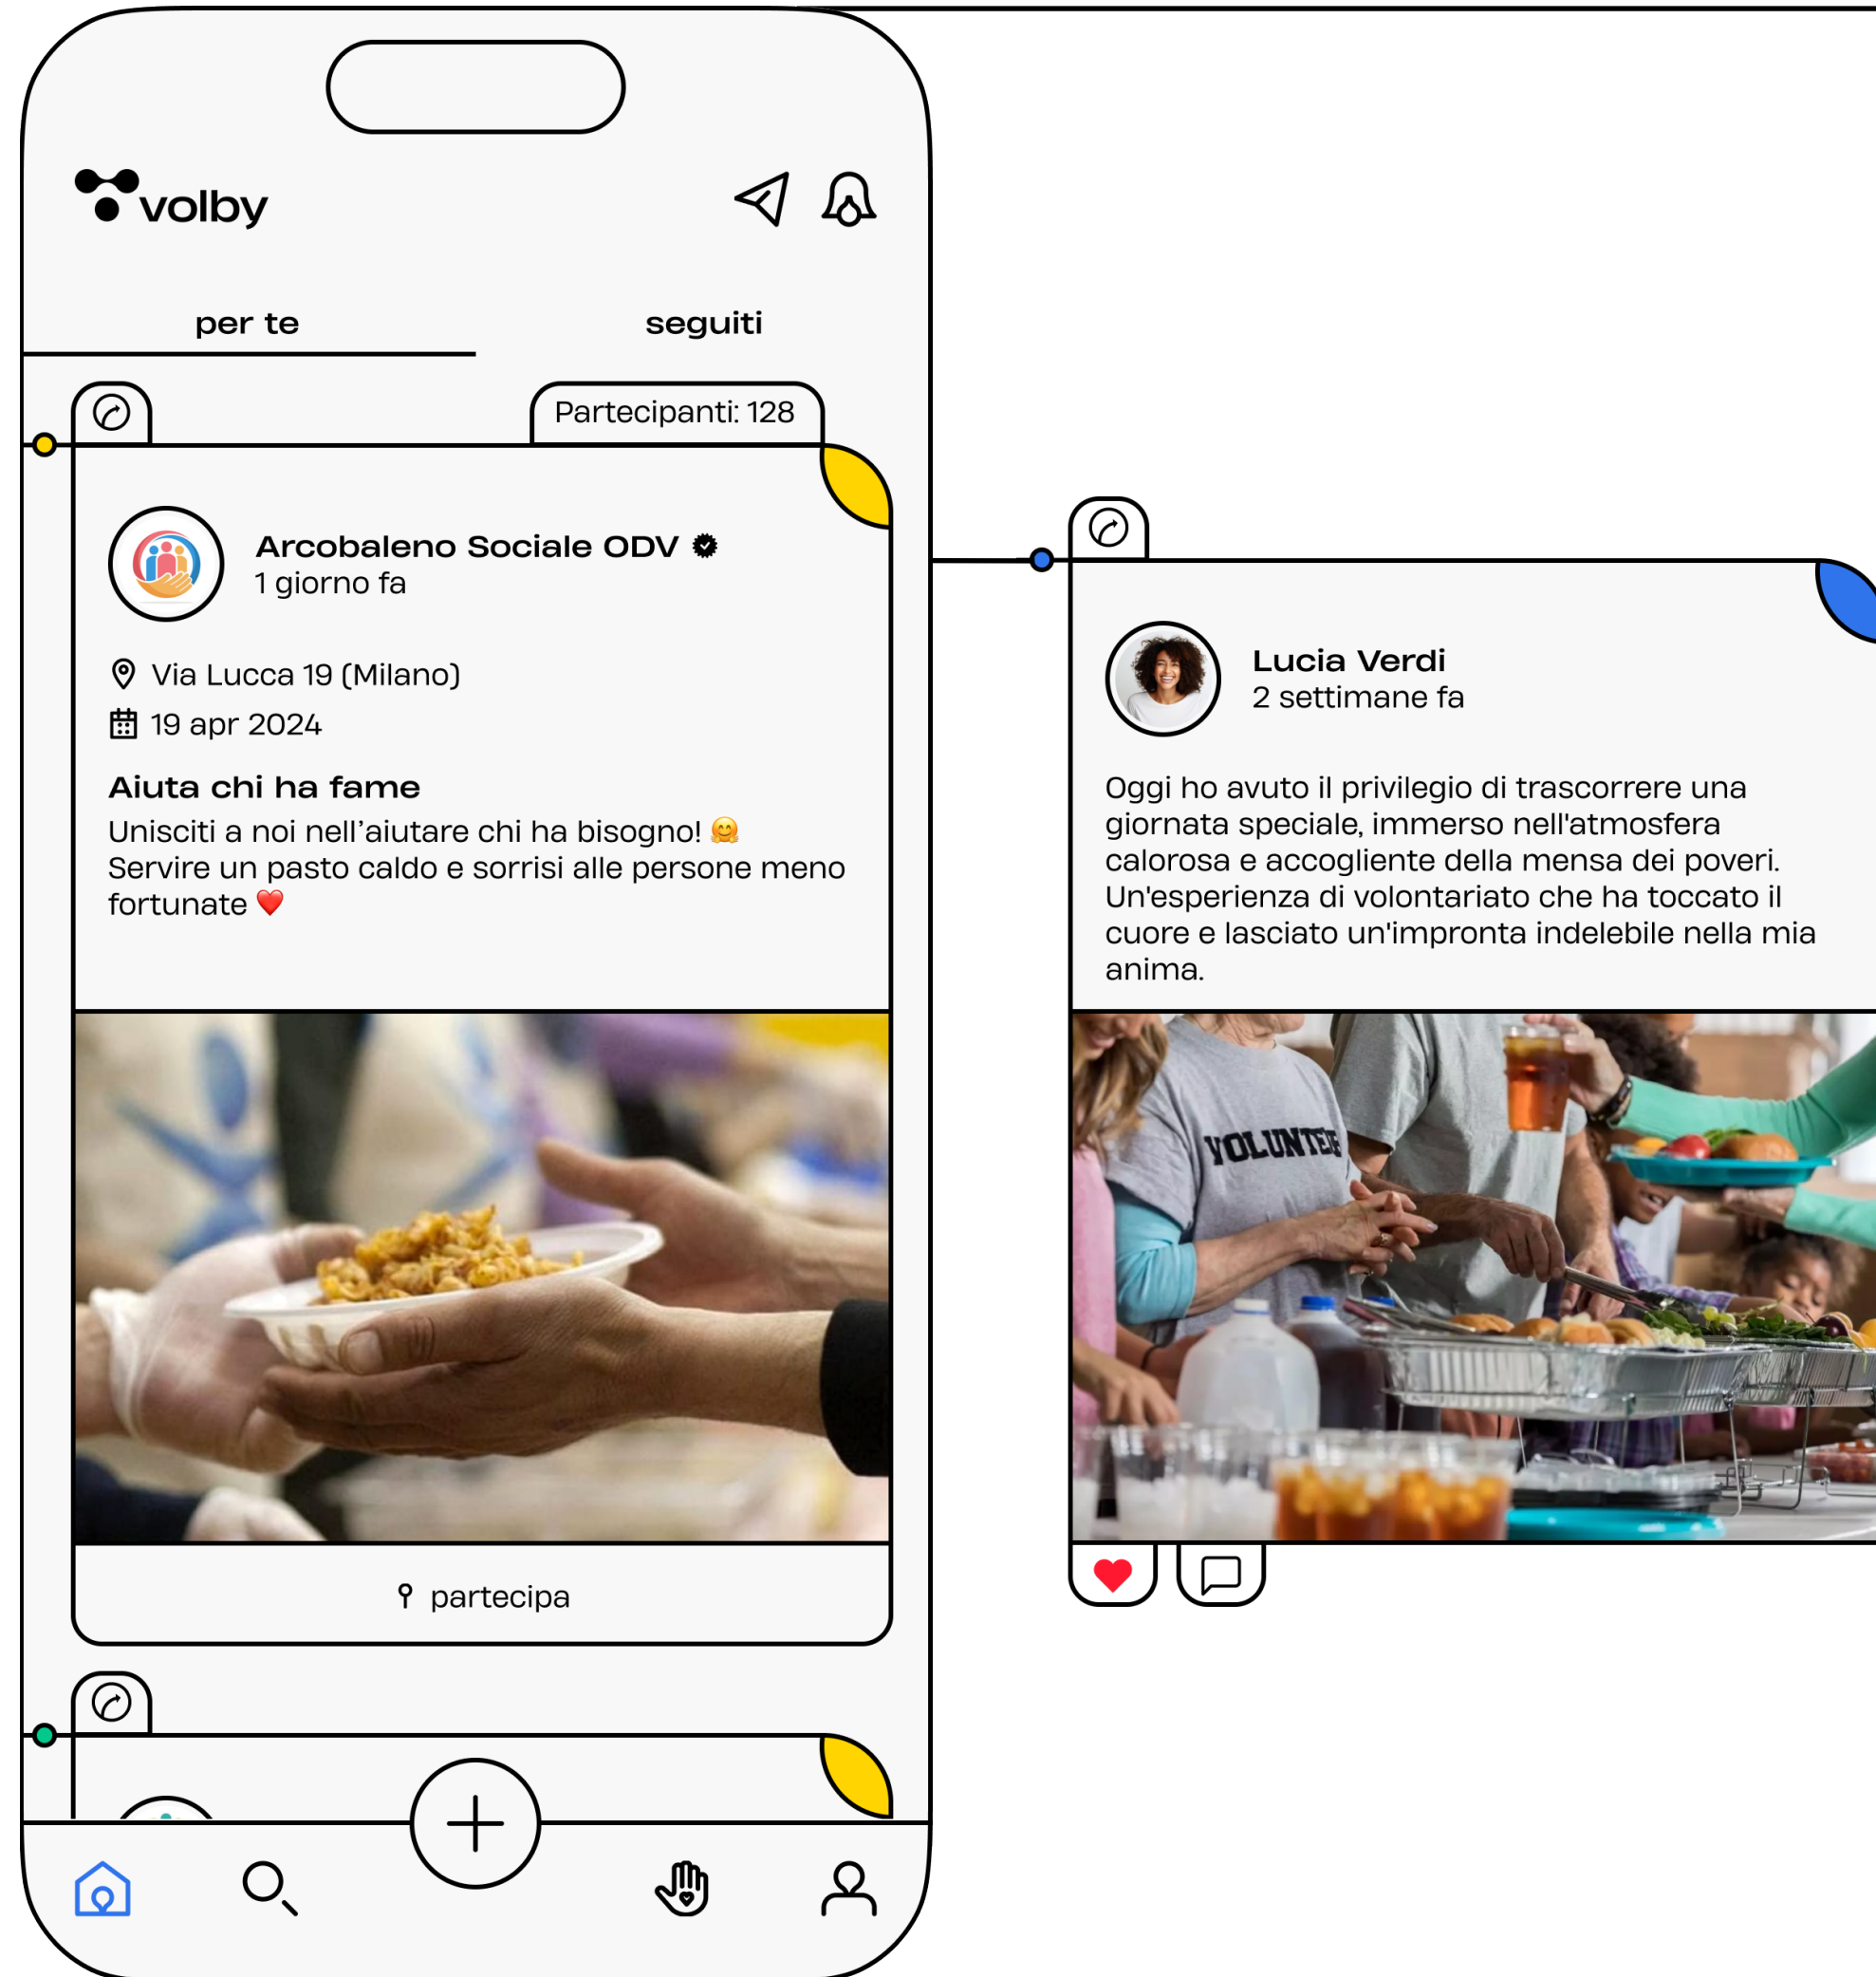 volby
per te
seguiti
Partecipanti: 128
Arcobaleno Sociale ODV
1 giorno fa
Via Lucca 19 (Milano)
19 apr 2024
Aiuta chi ha fame
Unisciti a noi nell’aiutare chi ha bisogno! 🤗
Servire un pasto caldo e sorrisi alle persone meno
fortunate ❤️
partecipa
Lucia Verdi
2 settimane fa
Oggi ho avuto il privilegio di trascorrere una
giornata speciale, immerso nell'atmosfera
calorosa e accogliente della mensa dei poveri.
Un'esperienza di volontariato che ha toccato il
cuore e lasciato un'impronta indelebile nella mia
anima.
VOLUNTEER